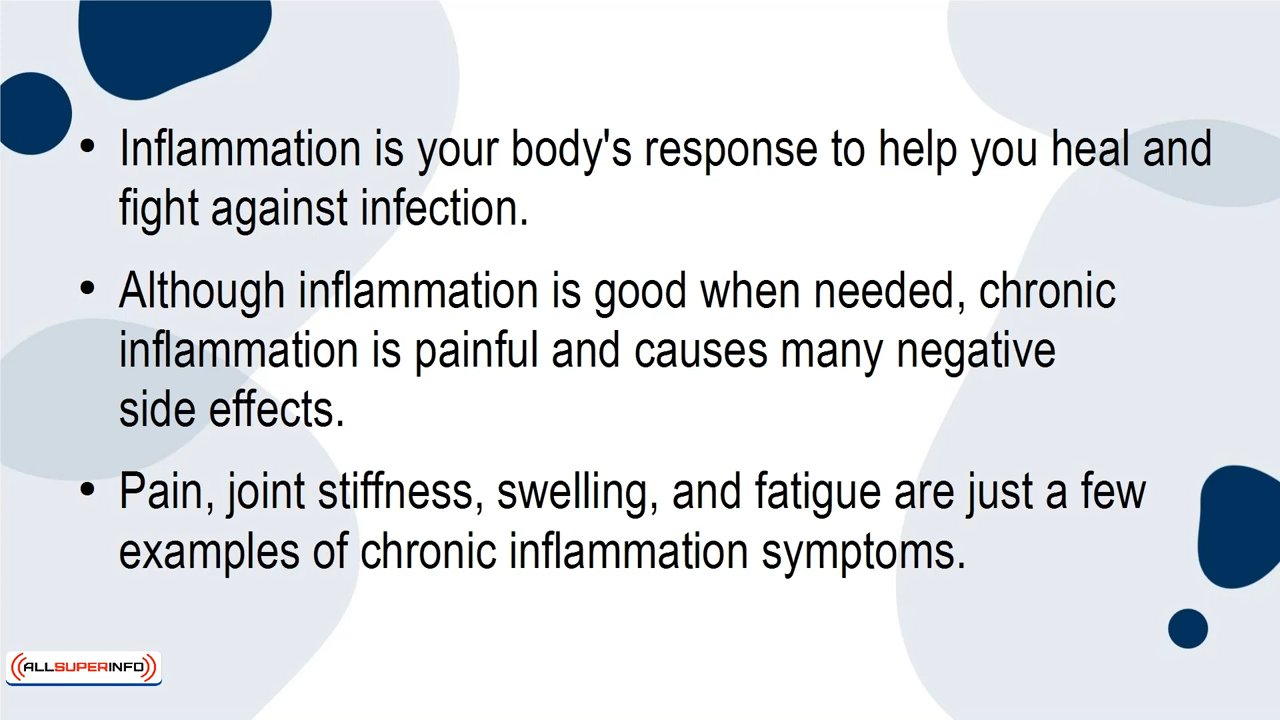 • Inflammation is your body's response to help you heal and
fight against infection.
• Although inflammation is good when needed, chronic
inflammation is painful and causes many negative
side effects.
• Pain, joint stiffness, swelling, and fatigue are just a few
examples of chronic inflammation symptoms.
ALLSUPERINFO